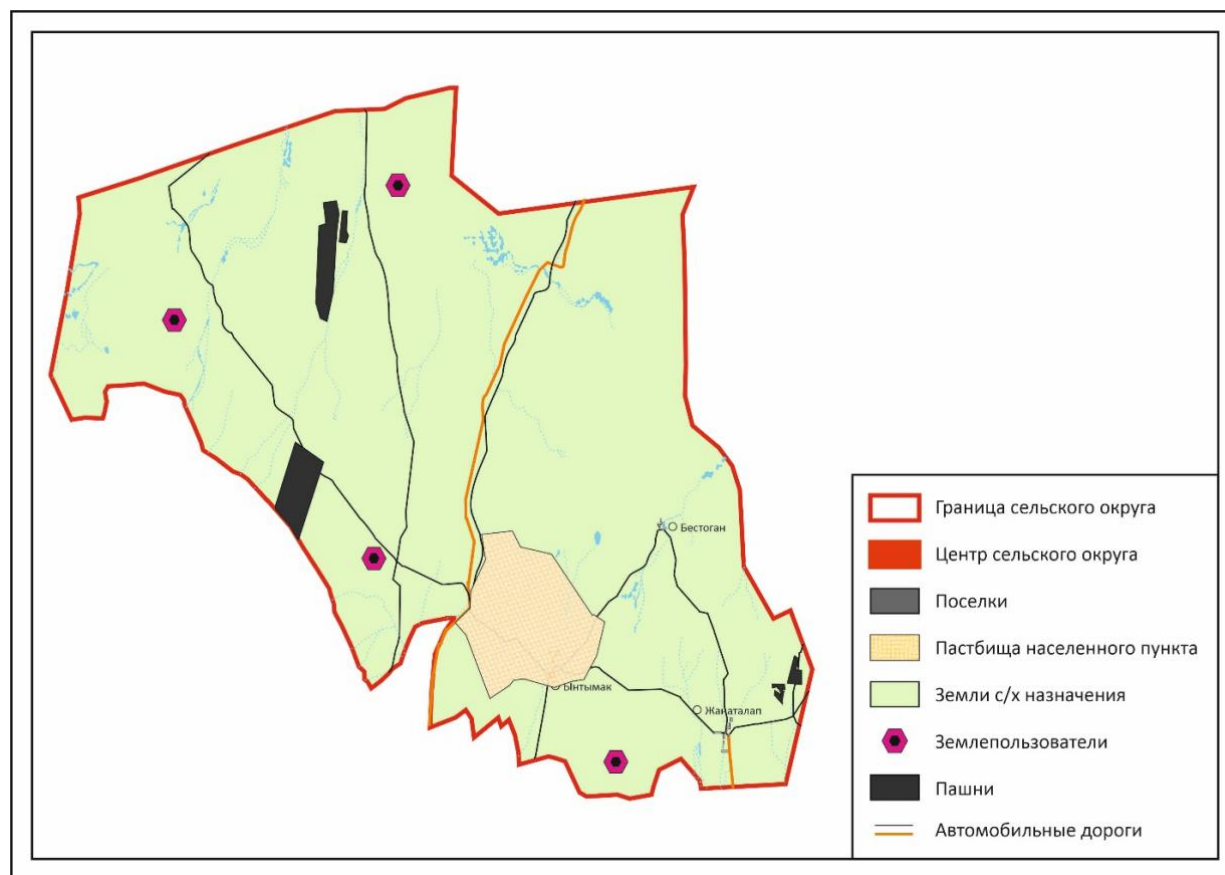 Бестоган
Ынтымак
Жанаталап
Граница сельского округа
Центр сельского округа
Поселки
Пастбища населенного пункта
Земли с/х назначения
Землепользователи
Пашни
Автомобильные дороги